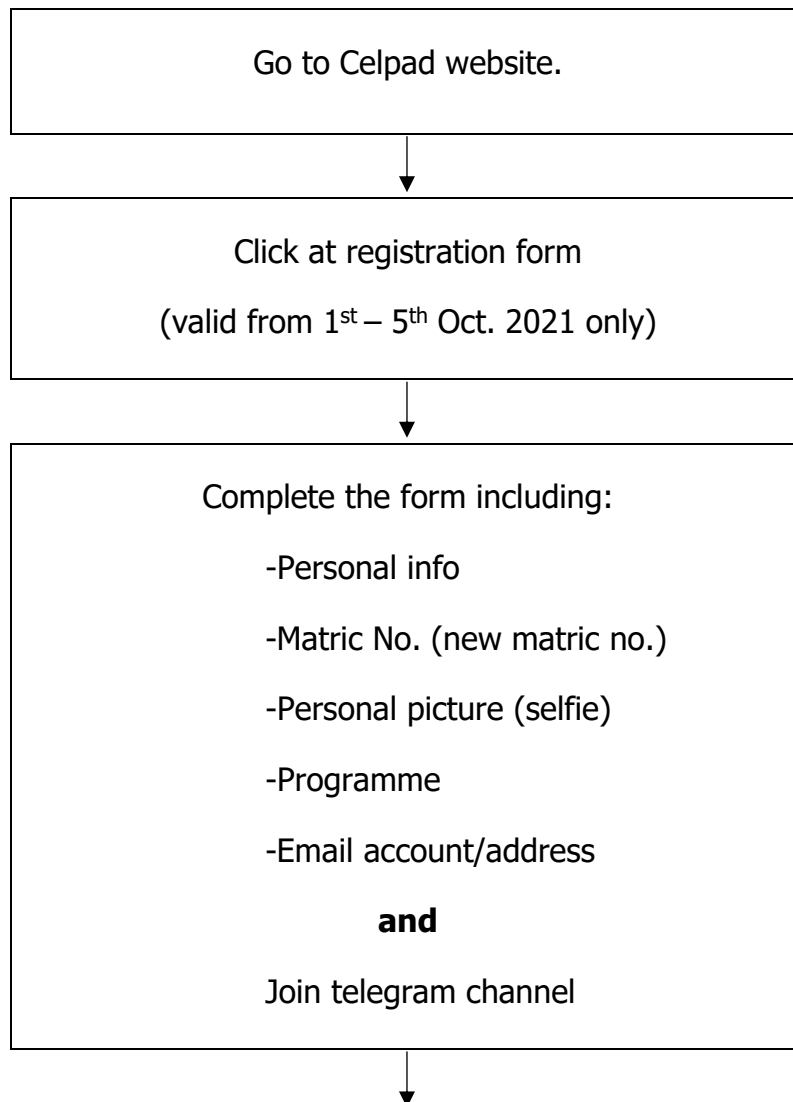 Go to Celpad website.
Click at registration form
(valid from 1st – 5th Oct. 2021 only)
Complete the form including:
-Personal info
-Matric No. (new matric no.)
-Personal picture (selfie)
-Programme
-Email account/address
and
Join telegram channel